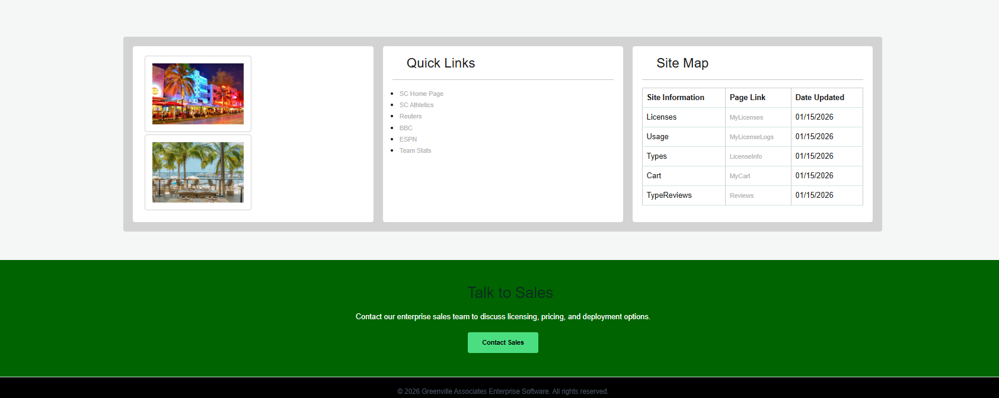 Quick Links
SC Home Page
SC Athletics
Reuters
BBC
ESPN
Team Stats
Site Map
Site Information Page Link Date Updated
Licenses MyLicenses 01/15/2026
Usage MyLicenseLogs 01/15/2026
Types LicenseInfo 01/15/2026
Cart MyCart 01/15/2026
TypeReviews Reviews 01/15/2026
Talk to Sales
Contact our enterprise sales team to discuss licensing, pricing, and deployment options.
Contact Sales
© 2026 Greenville Associates Enterprise Software. All rights reserved.